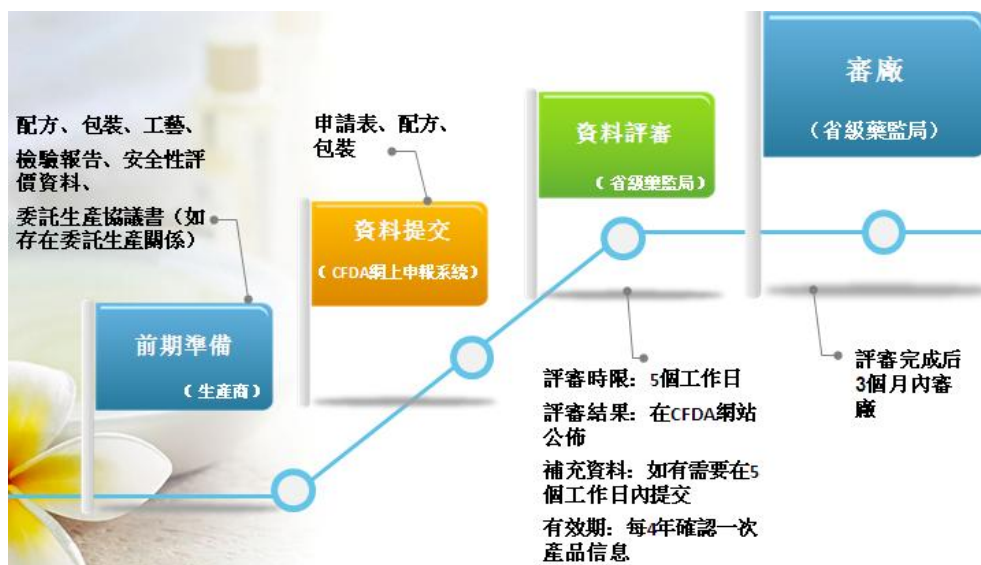 配方、包裝、工藝、
檢驗報告、安全性評
價資料、
委託生產協議書（如
存在委託生產關係）
前期準備
（生產商）
申請表、配方、
包裝
資料提交
（CFDA網上申報系統）
資料評審
（省級藥監局）
評審時限：5個工作日
評審結果：在CFDA網站
公佈
補充資料：如有需要在5
個工作日內提交
有效期：每4年確認一次
產品信息
審廠
（省級藥監局）
評審完成后
3個月內審
廠